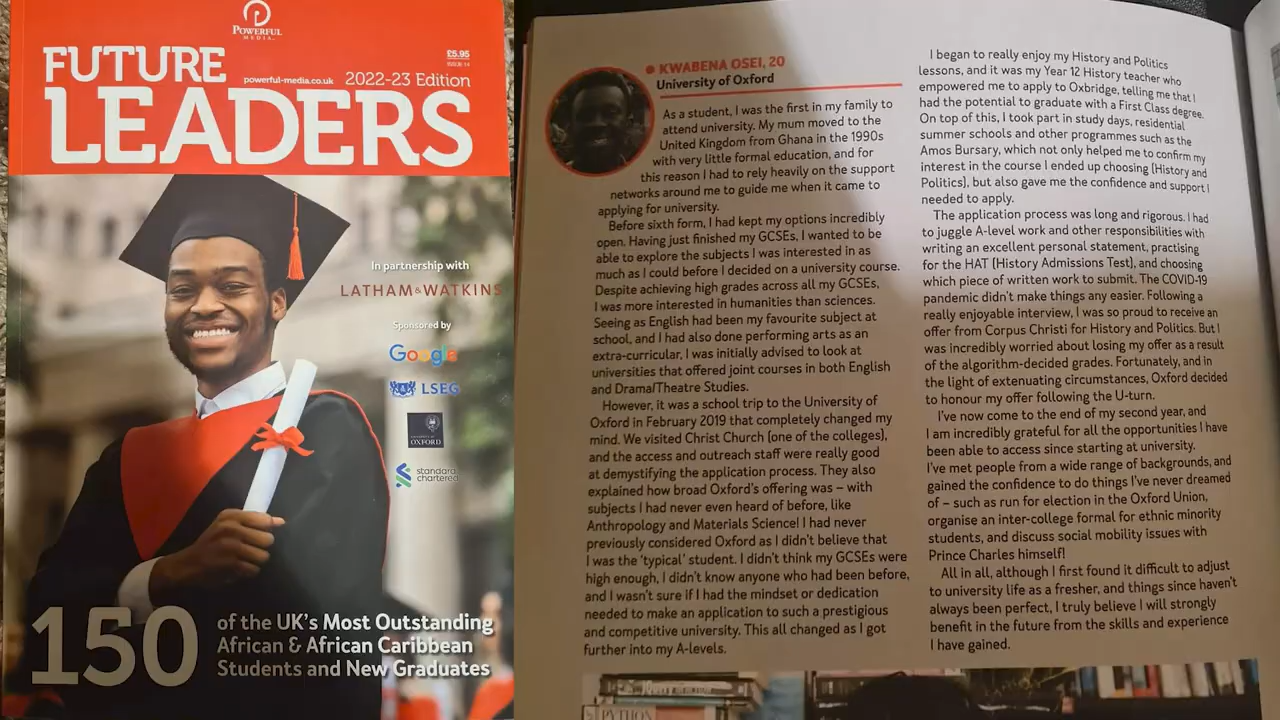 POWERFUL
MEDIA
£5.95
ISSUE 14
FUTURE
powerful-media.co.uk
2022-23 Edition
LEADERS
In partnership with
LATHAM&WATKINS
Sponsored by
Google
LSEG
UNIVERSITY OF
OXFORD
standard
chartered
150
of the UK's Most Outstanding
African & African Caribbean
Students and New Graduates
KWABENA OSEI, 20
University of Oxford
As a student, I was the first in my family to
attend university. My mum moved to the
United Kingdom from Ghana in the 1990s
with very little formal education, and for
this reason I had to rely heavily on the support
networks around me to guide me when it came to
applying for university.
Before sixth form, I had kept my options incredibly
open. Having just finished my GCSEs, I wanted to be
able to explore the subjects I was interested in as
much as I could before I decided on a university course.
Despite achieving high grades across all my GCSEs,
I was more interested in humanities than sciences.
Seeing as English had been my favourite subject at
school, and I had also done performing arts as an
extra-curricular, I was initially advised to look at
universities that offered joint courses in both English
and Drama/Theatre Studies.
However, it was a school trip to the University of
Oxford in February 2019 that completely changed my
mind. We visited Christ Church (one of the colleges),
and the access and outreach staff were really good
at demystifying the application process. They also
explained how broad Oxford's offering was – with
subjects I had never even heard of before, like
Anthropology and Materials Science! I had never
previously considered Oxford as I didn't believe that
I was the 'typical' student. I didn't think my GCSEs were
high enough, I didn't know anyone who had been before,
and I wasn't sure if I had the mindset or dedication
needed to make an application to such a prestigious
and competitive university. This all changed as I got
further into my A-levels.
I began to really enjoy my History and Politics
lessons, and it was my Year 12 History teacher who
empowered me to apply to Oxbridge, telling me that I
had the potential to graduate with a First Class degree.
On top of this, I took part in study days, residential
summer schools and other programmes such as the
Amos Bursary, which not only helped me to confirm my
interest in the course I ended up choosing (History and
Politics), but also gave me the confidence and support I
needed to apply.
The application process was long and rigorous. I had
to juggle A-level work and other responsibilities with
writing an excellent personal statement, practising
for the HAT (History Admissions Test), and choosing
which piece of written work to submit. The COVID-19
pandemic didn't make things any easier. Following a
really enjoyable interview, I was so proud to receive an
offer from Corpus Christi for History and Politics. But I
was incredibly worried about losing my offer as a result
of the algorithm-decided grades. Fortunately, and in
the light of extenuating circumstances, Oxford decided
to honour my offer following the U-turn.
I've now come to the end of my second year, and
I am incredibly grateful for all the opportunities I have
been able to access since starting at university.
I've met people from a wide range of backgrounds, and
gained the confidence to do things I've never dreamed
of – such as run for election in the Oxford Union,
organise an inter-college formal for ethnic minority
students, and discuss social mobility issues with
Prince Charles himself!
All in all, although I first found it difficult to adjust
to university life as a fresher, and things since haven't
always been perfect, I truly believe I will strongly
benefit in the future from the skills and experience
I have gained.
PYTHON